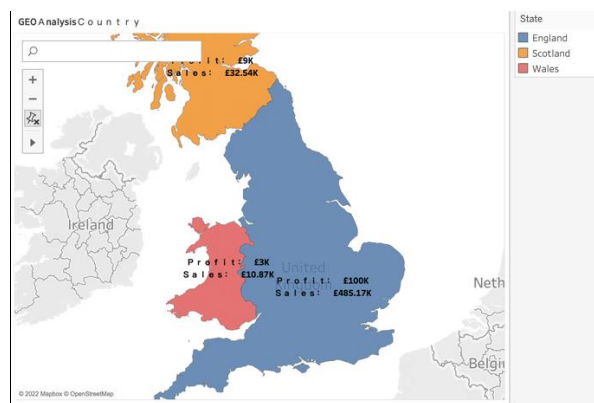 GEO Analysis Country
State
England
Scotland
Wales
£9K
Sales: £32.54K
Ireland
Profit: £3K
Sales: £10.87K
United
Profit: £100K
Sales: £485.17K
Neth
Belgi
© 2022 Mapbox © OpenStreetMap